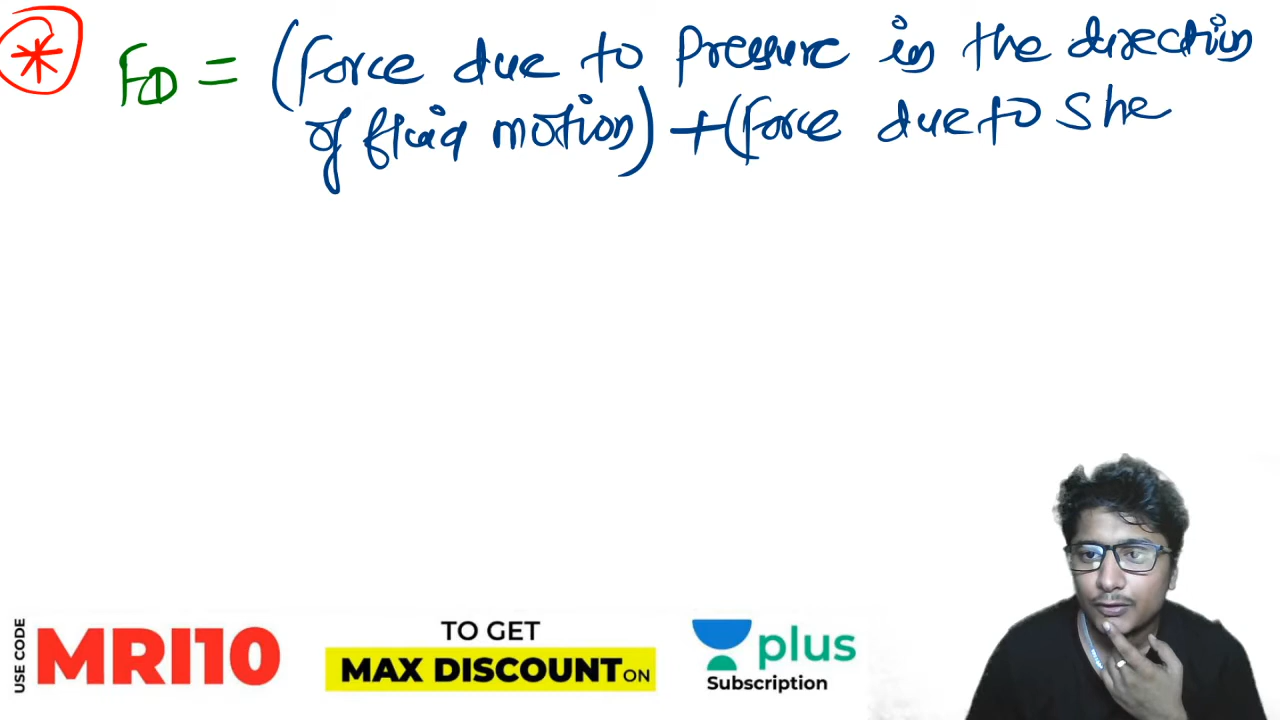 F_D = (Force due to Pressure in the direction
of fluid motion) + (Force due to She
USE CODE
MRI10
TO GET
MAX DISCOUNT ON
plus
Subscription